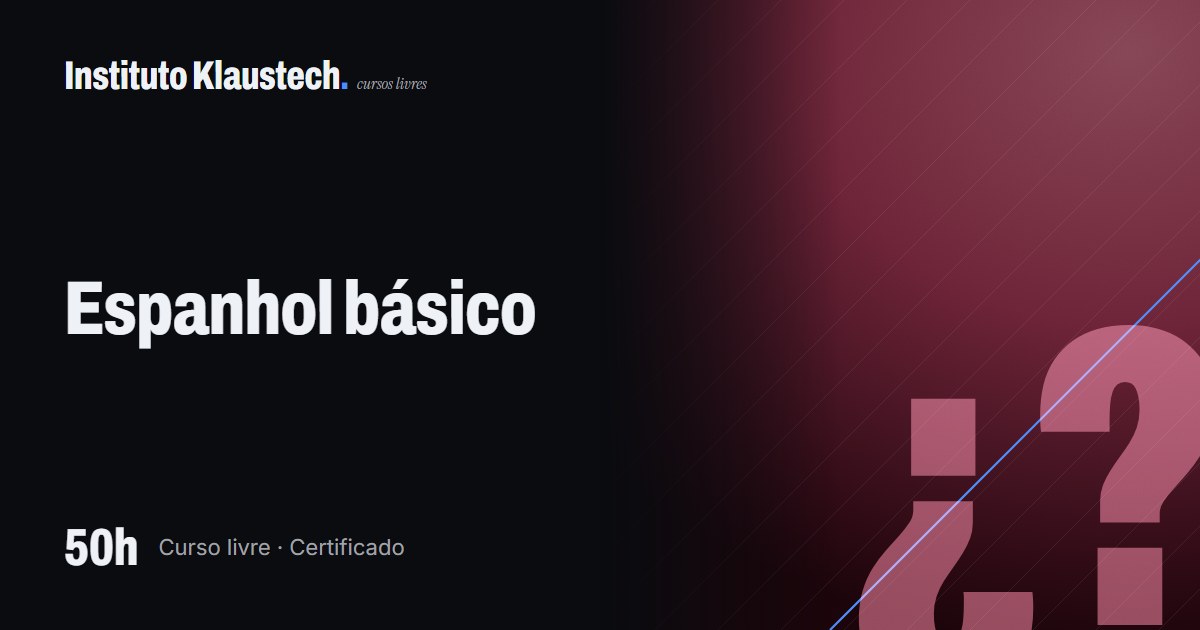 Instituto Klaustech. cursos livres
Espanhol básico
50h Curso livre · Certificado
¿?